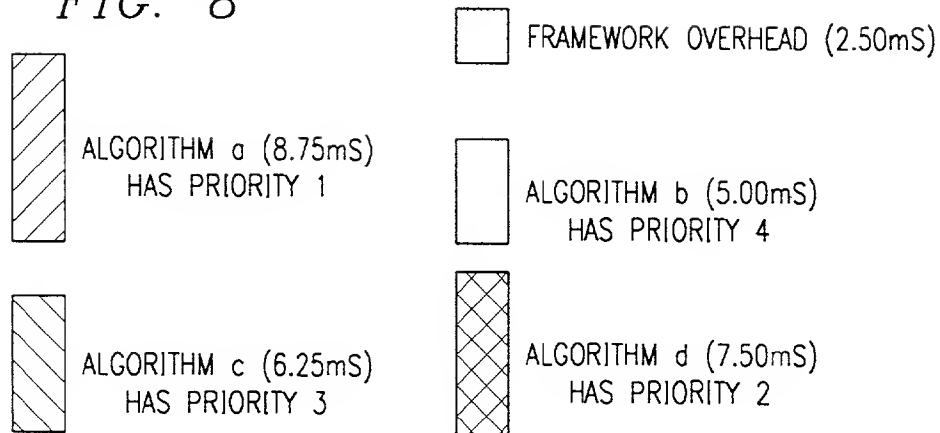 FIG. 8
FRAMEWORK OVERHEAD (2.50mS)
ALGORITHM a (8.75mS)
HAS PRIORITY 1
ALGORITHM b (5.00mS)
HAS PRIORITY 4
ALGORITHM c (6.25mS)
HAS PRIORITY 3
ALGORITHM d (7.50mS)
HAS PRIORITY 2